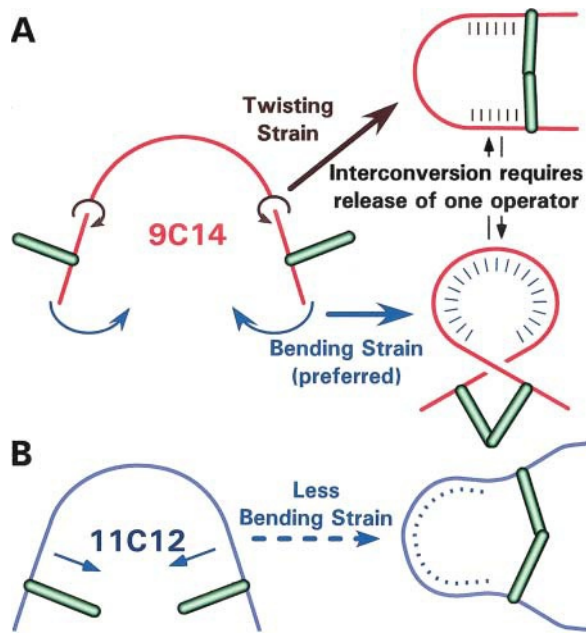 A
Twisting
Strain
Interconversion requires
release of one operator
9C14
Bending Strain
(preferred)
B
11C12
Less
Bending Strain